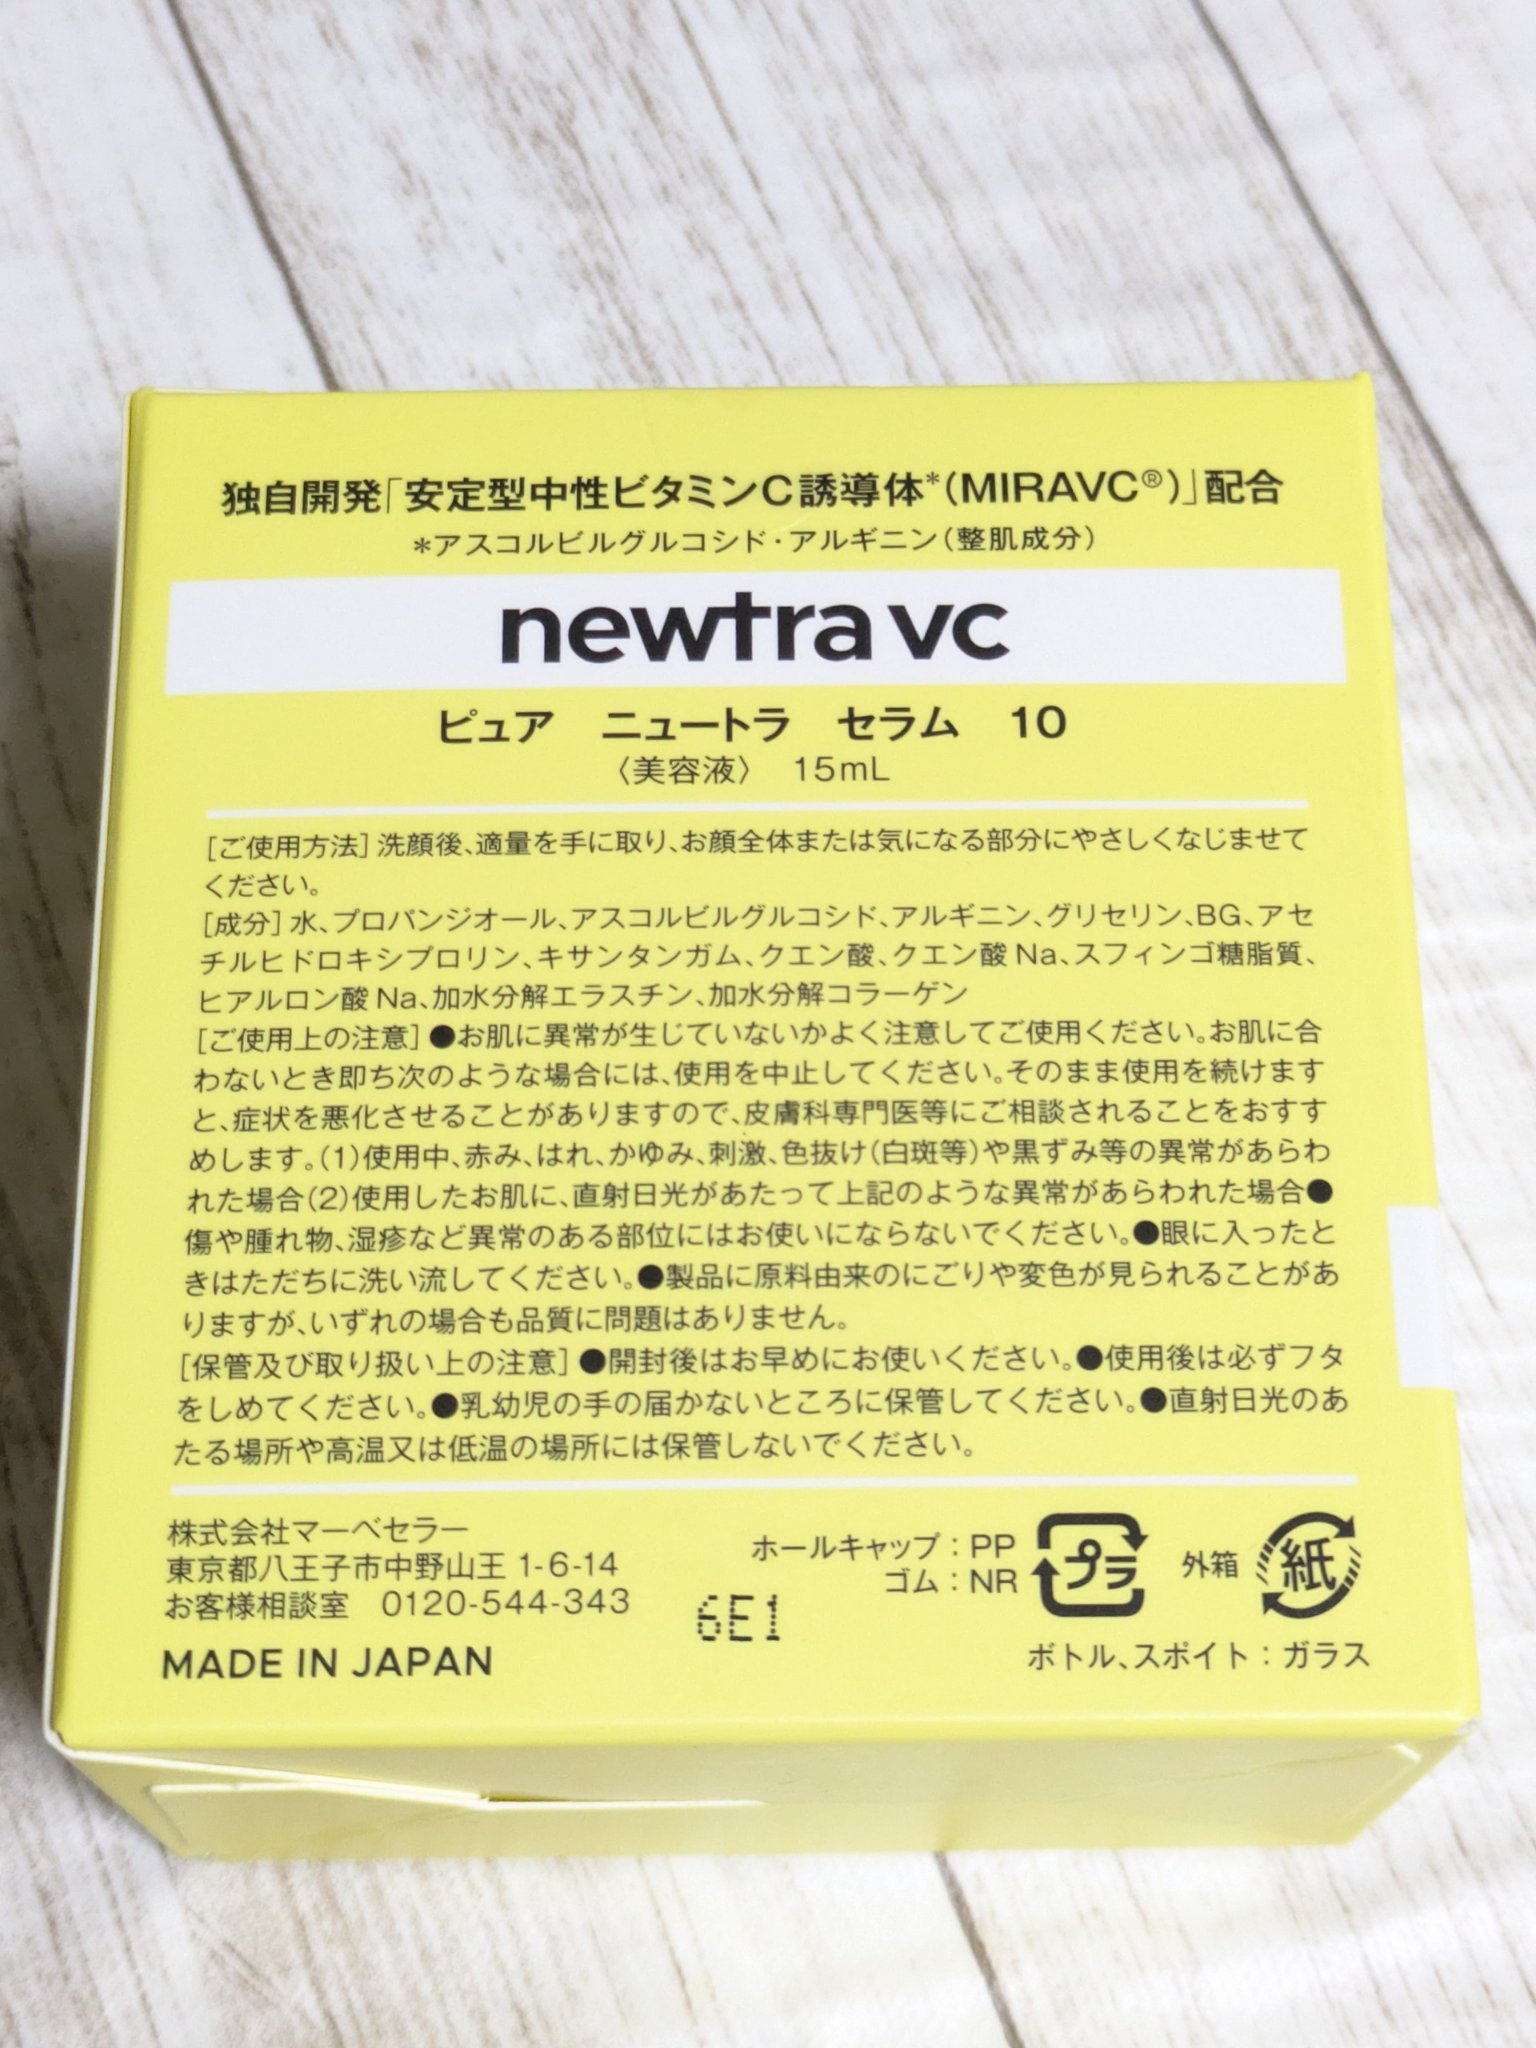 独自開発「安定型中性ビタミンC誘導体*(MIRAVC®)」配合
*アスコルビルグルコシド・アルギニン(整肌成分)
newtra vc
ピュア ニュートラ セラム 10
〈美容液〉 15mL
[ご使用方法]洗顔後、適量を手に取り、お顔全体または気になる部分にやさしくなじませて
ください。
[成分]水、プロパンジオール、アスコルビルグルコシド、アルギニン、グリセリン、BG、アセ
チルヒドロキシプロリン、キサンタンガム、クエン酸、クエン酸Na、スフィンゴ糖脂質、
ヒアルロン酸Na、加水分解エラスチン、加水分解コラーゲン
[ご使用上の注意]●お肌に異常が生じていないかよく注意してご使用ください。お肌に合
わないとき即ち次のような場合には、使用を中止してください。そのまま使用を続けます
と、症状を悪化させることがありますので、皮膚科専門医等にご相談されることをおすす
めします。(1)使用中、赤み、はれ、かゆみ、刺激、色抜け(白斑等)や黒ずみ等の異常があらわ
れた場合(2)使用したお肌に、直射日光があたって上記のような異常があらわれた場合●
傷や腫れ物、湿疹など異常のある部位にはお使いにならないでください。●眼に入ったと
きはただちに洗い流してください。●製品に原料由来のにごりや変色が見られることがあ
りますが、いずれの場合も品質に問題はありません。
[保管及び取り扱い上の注意]●開封後はお早めにお使いください。●使用後は必ずフタ
をしめてください。●乳幼児の手の届かないところに保管してください。●直射日光のあ
たる場所や高温又は低温の場所には保管しないでください。
株式会社マーベセラー
東京都八王子市中野山王1-6-14
お客様相談室 0120-544-343
MADE IN JAPAN
6E1
ホールキャップ：PP
ゴム：NR
プラ
外箱
紙
ボトル、スポイト：ガラス